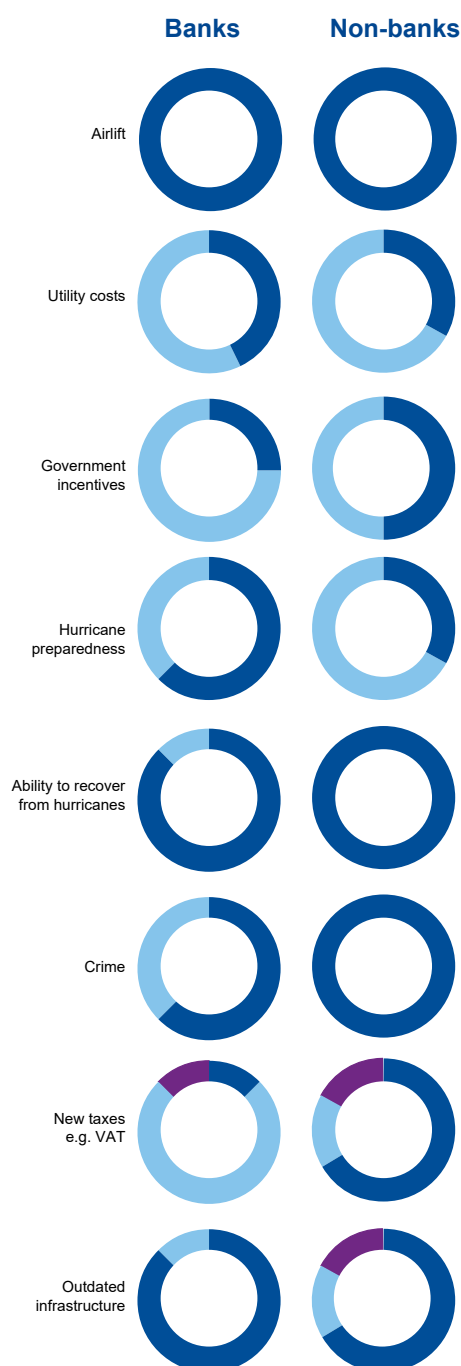 Banks
Non-banks
Airlift
Utility costs
Government
incentives
Hurricane
preparedness
Ability to recover
from hurricanes
Crime
New taxes
e.g. VAT
Outdated
infrastructure